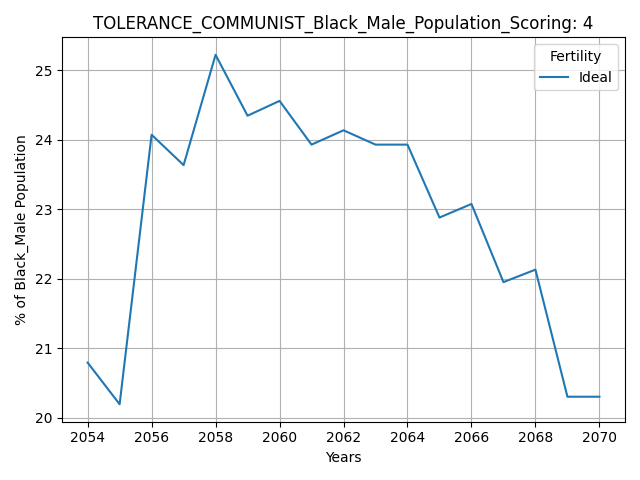 TOLERANCE_COMMUNIST_Black_Male_Population_Scoring: 4
Fertility
Ideal
% of Black_Male Population
25
24
23
22
21
20
2054 2056 2058 2060 2062 2064 2066 2068 2070
Years